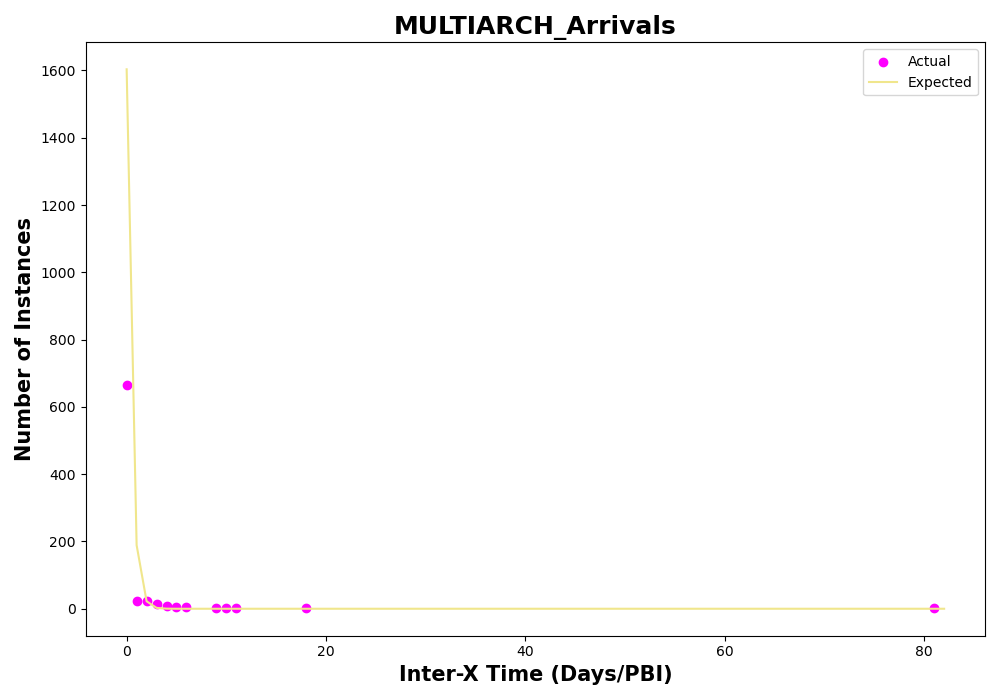 MULTIARCH_Arrivals
Actual
Expected
Number of Instances
1600
1400
1200
1000
800
600
400
200
0
0 20 40 60 80
Inter-X Time (Days/PBI)